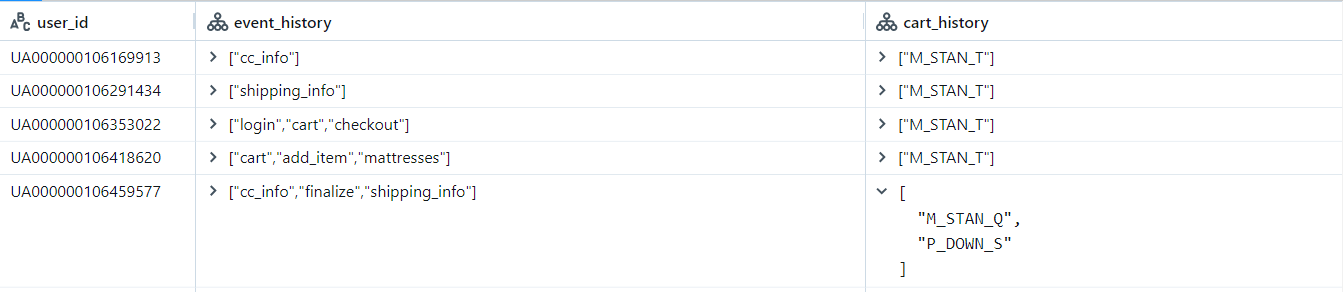 user_id event_history cart_history
UA000000106169913 ["cc_info"] ["M_STAN_T"]
UA000000106291434 ["shipping_info"] ["M_STAN_T"]
UA000000106353022 ["login","cart","checkout"] ["M_STAN_T"]
UA000000106418620 ["cart","add_item","mattresses"] ["M_STAN_T"]
UA000000106459577 ["cc_info","finalize","shipping_info"] [
"M_STAN_Q",
"P_DOWN_S"
]